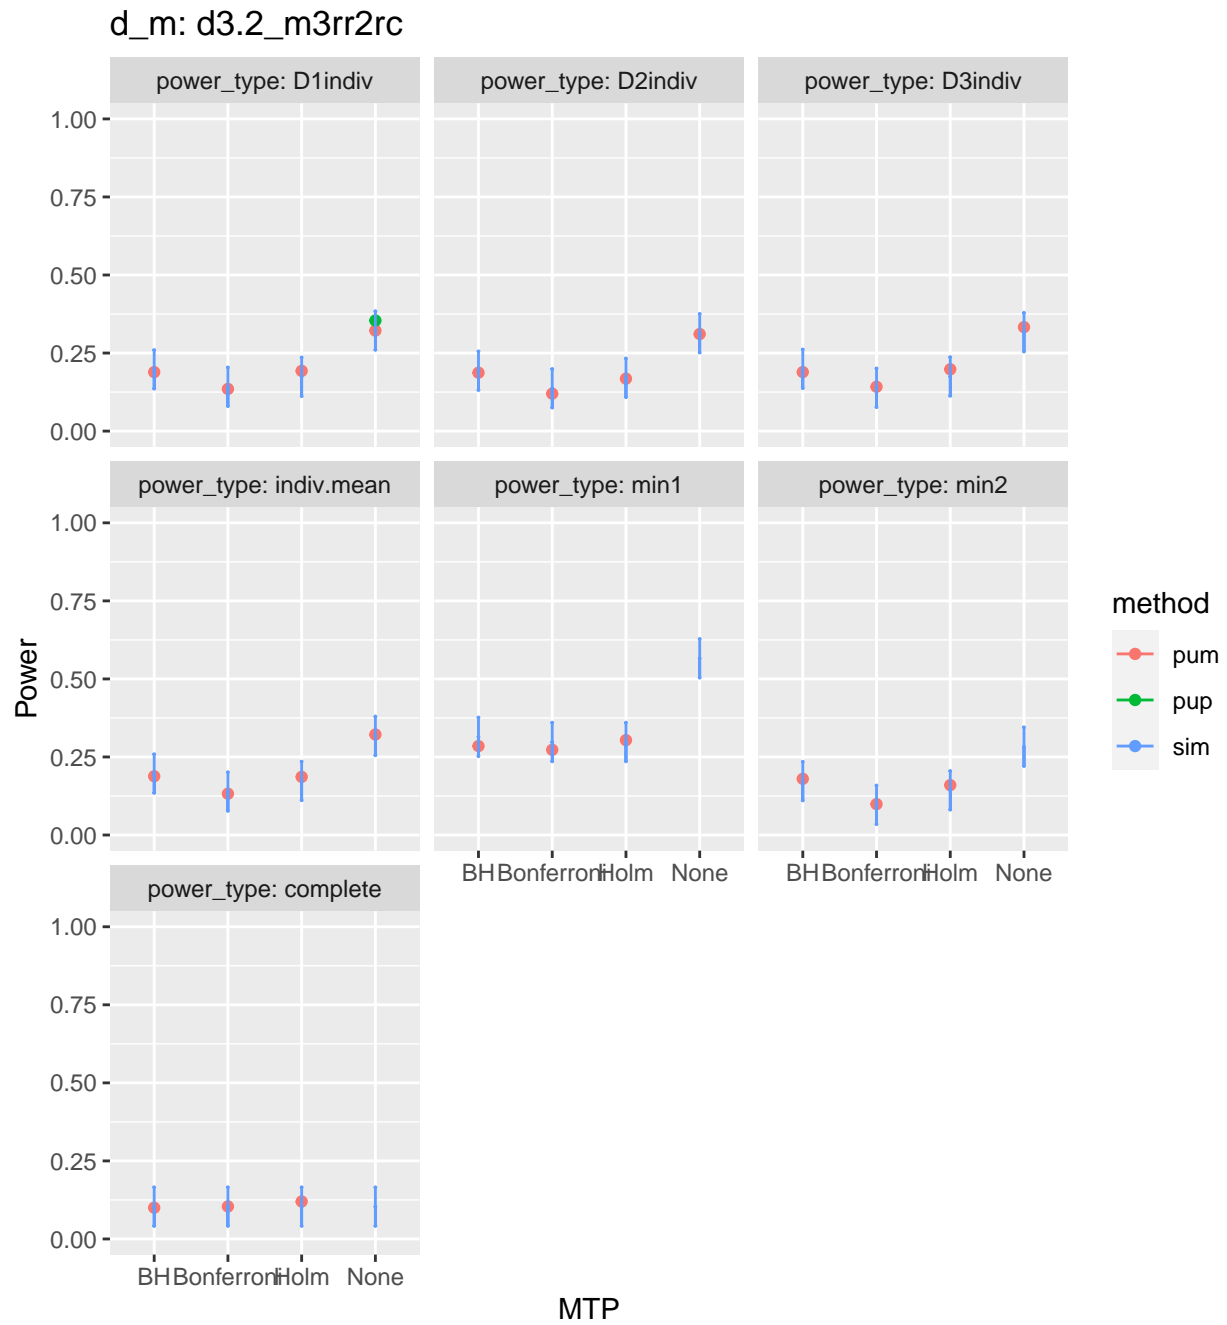 d_m: d3.2_m3rr2rc
power_type: D1indiv power_type: D2indiv power_type: D3indiv
1.00
0.75
0.50
0.25
0.00
power_type: indiv.mean power_type: min1 power_type: min2
1.00
0.75
0.50
0.25
0.00
BH Bonferroni Holm None BH Bonferroni Holm None
power_type: complete
1.00
0.75
0.50
0.25
0.00
BH Bonferroni Holm None
MTP
Power
method
pum
pup
sim